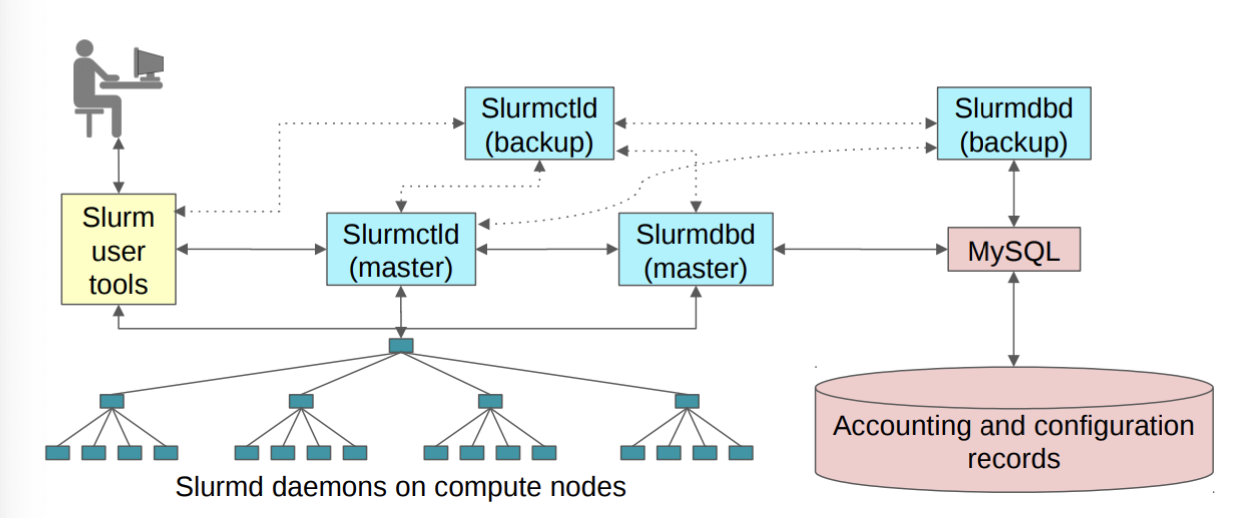 Slurmctld
(backup)
Slurmdbd
(backup)
Slurm
user
tools
Slurmctld
(master)
Slurmdbd
(master)
MySQL
Accounting and configuration
records
Slurmd daemons on compute nodes